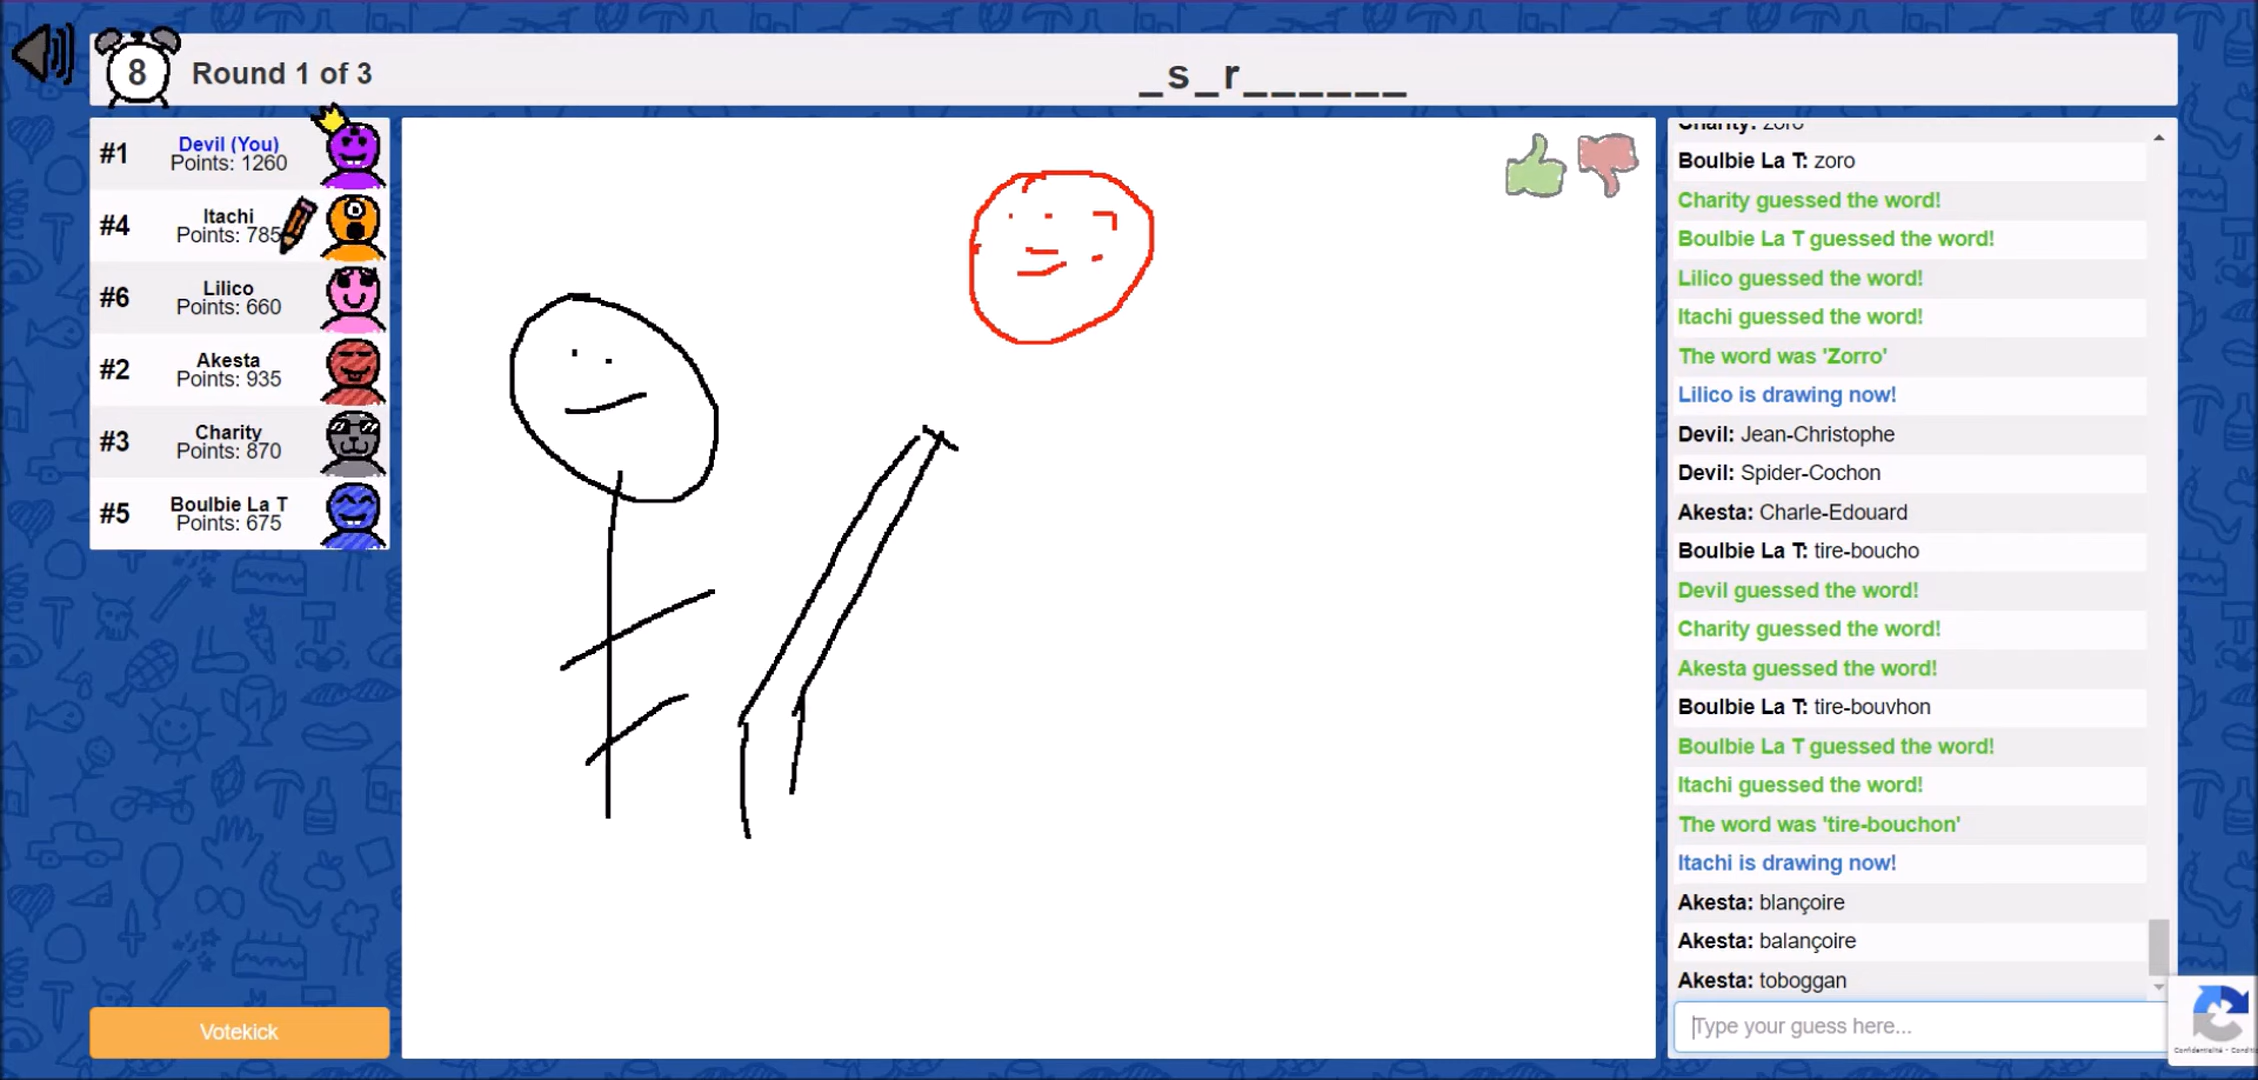 8
Round 1 of 3
_s_r______
#1
Devil (You)
Points: 1260
#4
Itachi
Points: 785
#6
Lilico
Points: 660
#2
Akesta
Points: 935
#3
Charity
Points: 870
#5
Boulbie La T
Points: 675
Votekick
Charity: zoro
Boulbie La T: zoro
Charity guessed the word!
Boulbie La T guessed the word!
Lilico guessed the word!
Itachi guessed the word!
The word was 'Zorro'
Lilico is drawing now!
Devil: Jean-Christophe
Devil: Spider-Cochon
Akesta: Charle-Edouard
Boulbie La T: tire-boucho
Devil guessed the word!
Charity guessed the word!
Akesta guessed the word!
Boulbie La T: tire-bouvhon
Boulbie La T guessed the word!
Itachi guessed the word!
The word was 'tire-bouchon'
Itachi is drawing now!
Akesta: blançoire
Akesta: balançoire
Akesta: toboggan
Type your guess here...
Confidentialité -